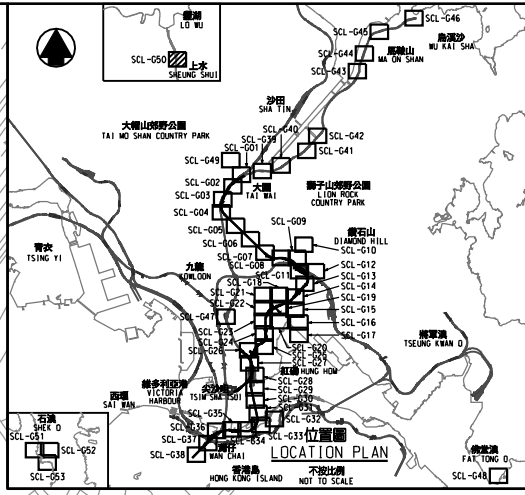 羅湖
LO WU
SCL-G50
上水
SHEUNG SHUI
SCL-G46
SCL-G45
烏溪沙
WU KAI SHA
SCL-G44
馬鞍山
MA ON SHAN
SCL-G43
沙田
SHA TIN
大帽山郊野公園
TAI MO SHAN COUNTRY PARK
SCL-G40
SCL-G39
SCL-G01
SCL-G42
SCL-G41
SCL-G49
SCL-G02
大圍
TAI WAI
SCL-G03
獅子山郊野公園
LION ROCK
COUNTRY PARK
SCL-G04
SCL-G05
SCL-G09
SCL-G06
鑽石山
DIAMOND HILL
SCL-G10
青衣
TSING YI
SCL-G07
SCL-G08
SCL-G11
SCL-G12
九龍
KOWLOON
SCL-G13
SCL-G18
SCL-G14
SCL-G21
SCL-G19
SCL-G22
SCL-G15
SCL-G47
SCL-G16
SCL-G23
SCL-G17
SCL-G24
SCL-G20
將軍澳
TSEUNG KWAN O
SCL-G26
紅磡
HUNG HOM
維多利亞港
VICTORIA
HARBOUR
尖沙咀
TSIM SHA TSUI
SCL-G28
SCL-G29
SCL-G30
西環
SAI WAN
SCL-G35
SCL-G32
石澳
SHEK O
SCL-G51
SCL-G52
SCL-G53
SCL-G36
SCL-G34
SCL-G33
SCL-G37
SCL-G38
灣仔
WAN CHAI
位置圖
LOCATION PLAN
佛堂澳
FAT TONG O
SCL-G48
香港島
HONG KONG ISLAND
不按比例
NOT TO SCALE